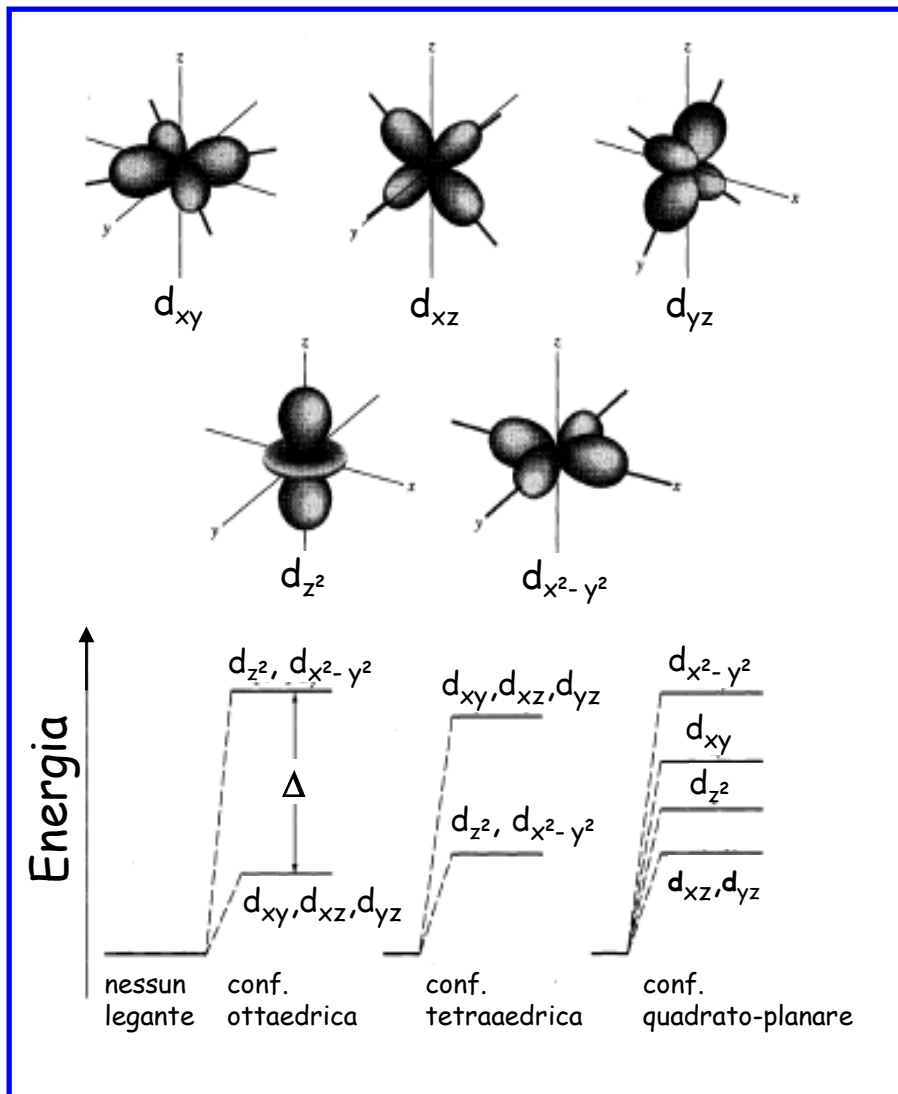 z z z
y y x y
d_xy d_xz d_yz
z z
x y x y
d_z² d_x²-y²
Energia
d_z², d_x²-y² d_xy,d_xz,d_yz d_x²-y²
d_xy
Δ d_z²
d_z², d_x²-y²
d_xy,d_xz,d_yz d_xz,d_yz
nessun conf. conf. conf.
legante ottaedrica tetraaedrica quadrato-planare